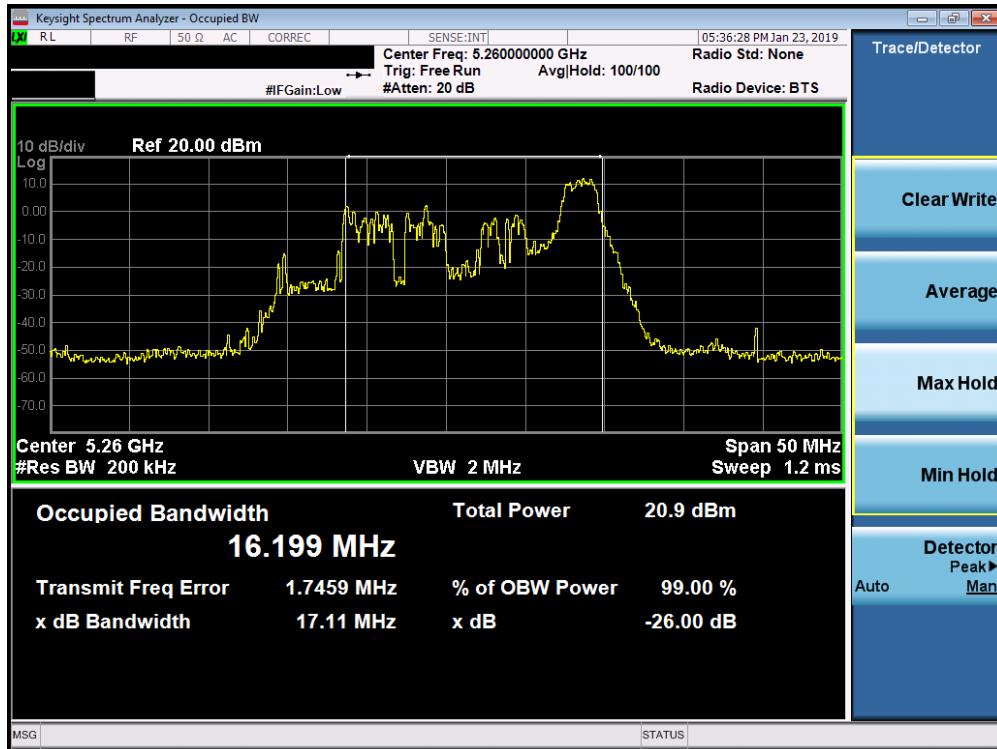 Keysight Spectrum Analyzer - Occupied BW
LXI RL RF 50 Ω AC CORREC SENSE:INT 05:36:28 PM Jan 23, 2019
Center Freq: 5.260000000 GHz Radio Std: None
Trig: Free Run Avg|Hold: 100/100
#IFGain:Low #Atten: 20 dB Radio Device: BTS
10 dB/div Ref 20.00 dBm
Log
10.0
0.00
-10.0
-20.0
-30.0
-40.0
-50.0
-60.0
-70.0
Center 5.26 GHz Span 50 MHz
#Res BW 200 kHz VBW 2 MHz Sweep 1.2 ms
Occupied Bandwidth Total Power 20.9 dBm
16.199 MHz
Transmit Freq Error 1.7459 MHz % of OBW Power 99.00 %
x dB Bandwidth 17.11 MHz x dB -26.00 dB
MSG STATUS
Trace/Detector
Clear Write
Average
Max Hold
Min Hold
Detector
Peak▶
Auto Man